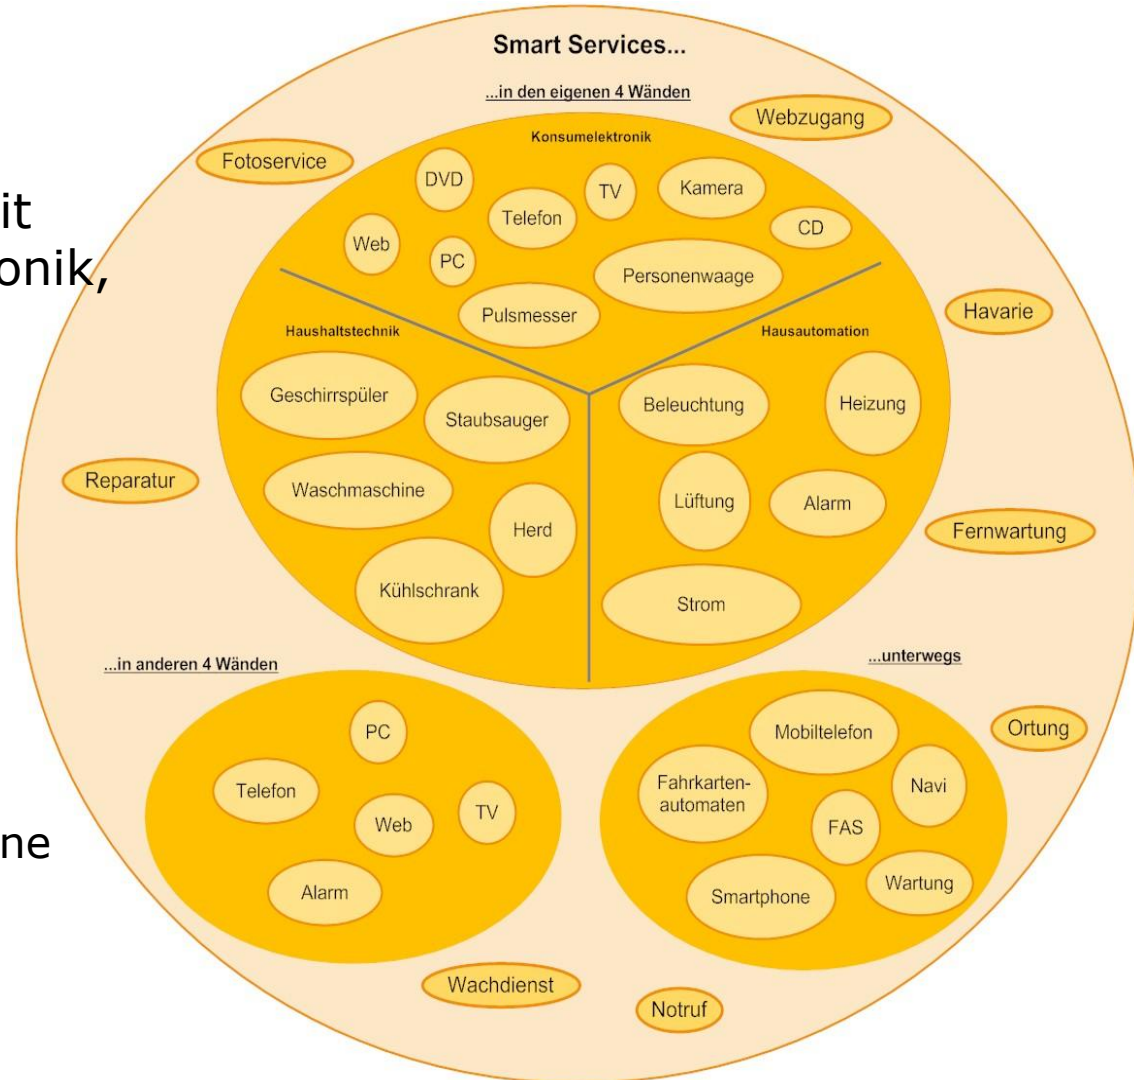 Smart Services...
...in den eigenen 4 Wänden
Webzugang
Konsumelektronik
Fotoservice
DVD
TV
Kamera
it
Telefon
CD
Web
PC
onik,
Personenwaage
Pulsmesser
Havarie
Haushaltstechnik
Hausautomation
Geschirrspüler
Staubsauger
Beleuchtung
Heizung
Reparatur
Waschmaschine
Herd
Lüftung
Alarm
Fernwartung
Kühlschrank
Strom
...in anderen 4 Wänden
...unterwegs
PC
Telefon
Web
TV
Alarm
Mobiltelefon
Ortung
Fahrkarten-
automaten
Navi
FAS
Smartphone
Wartung
ne
Wachdienst
Notruf